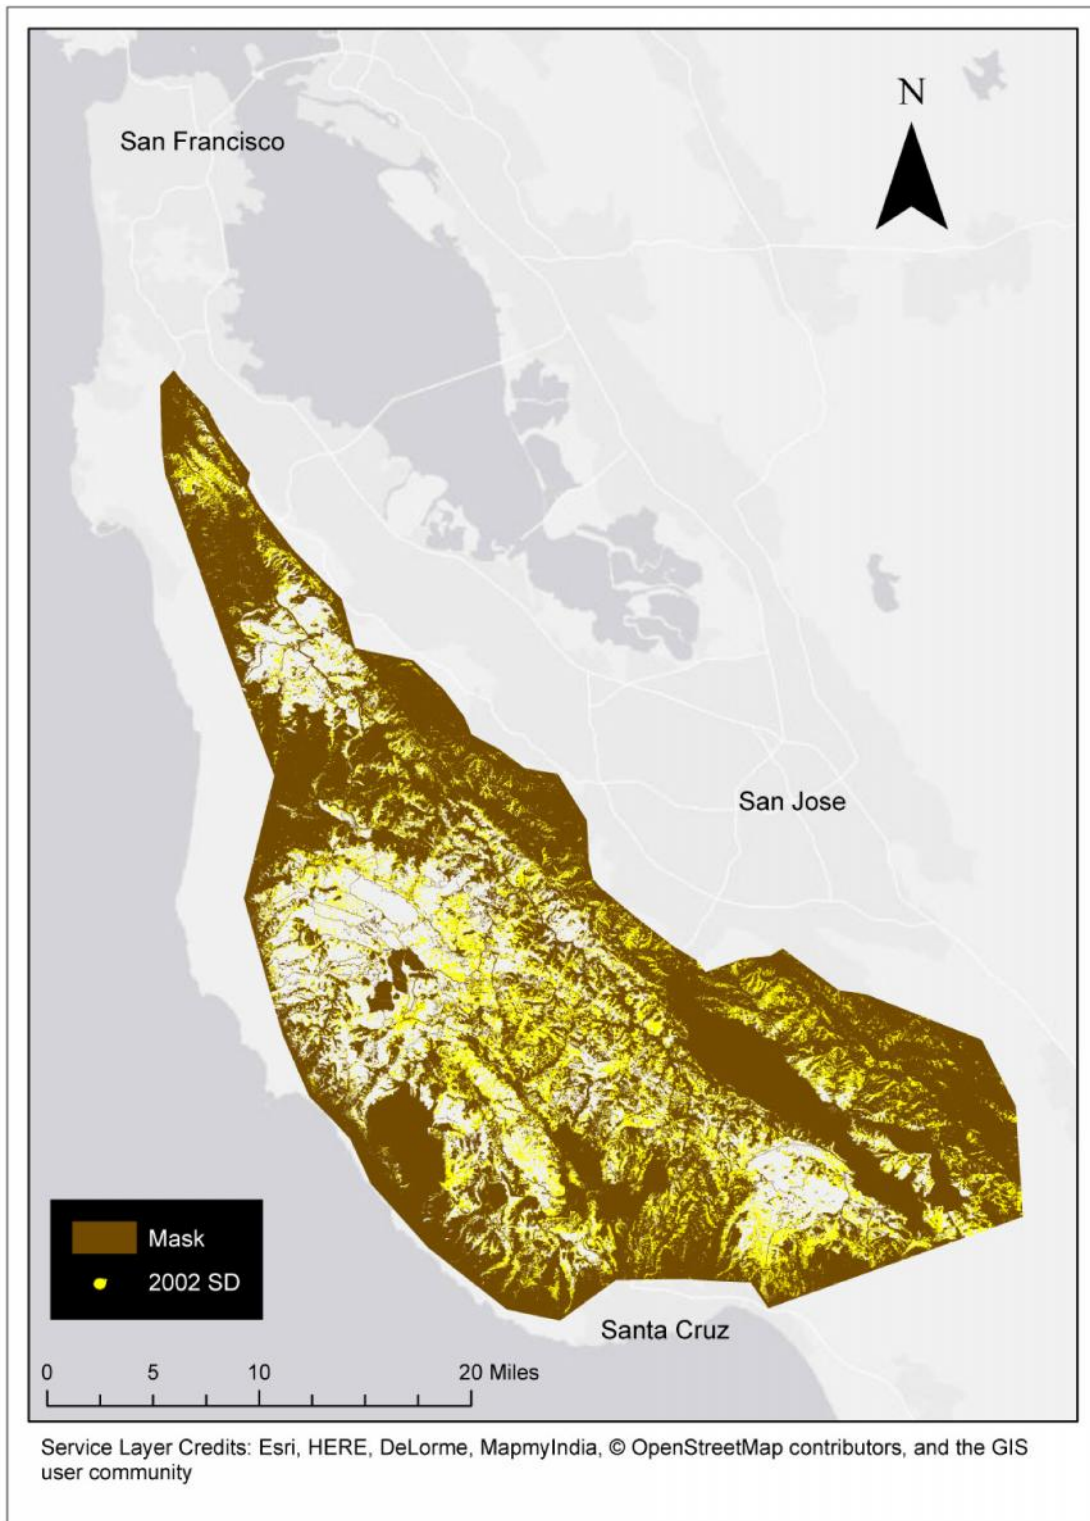 San Francisco
N
San Jose
Mask
2002 SD
Santa Cruz
0 5 10 20 Miles
Service Layer Credits: Esri, HERE, DeLorme, MapmyIndia, © OpenStreetMap contributors, and the GIS
user community